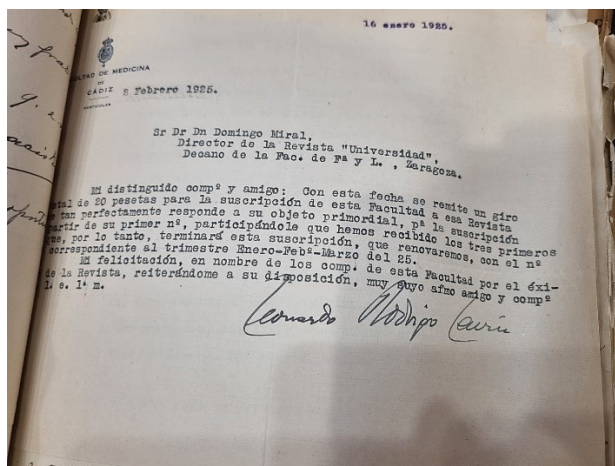 16 enero 1925.
FACULTAD DE MEDICINA
DE
CÁDIZ
PARTICULAR
8 Febrero 1925.
Sr Dr Dn Domingo Miral,
Director de la Revista "Universidad",
Decano de la Fac. de Fª y L. , Zaragoza.
Mi distinguido compº y amigo: Con esta fecha se remite un giro
tal de 20 pesetas para la suscripción de esta Facultad a esa Revista
e tan perfectamente responde a su objeto primordial, pª la suscripción
partir de su primer nº, participándole que hemos recibido los tres primeros
que, por lo tanto, terminará esta suscripción, que renovaremos, con el nº
correspondiente al trimestre Enero-Febº-Marzo del 25.
Mi felicitación, en nombre de los comp. de esta Facultad por el éxi-
de la Revista, reiterándome a su disposición, muy suyo afmo amigo y compº
l. e. l* m.
Leonardo Rodrigo Lavín